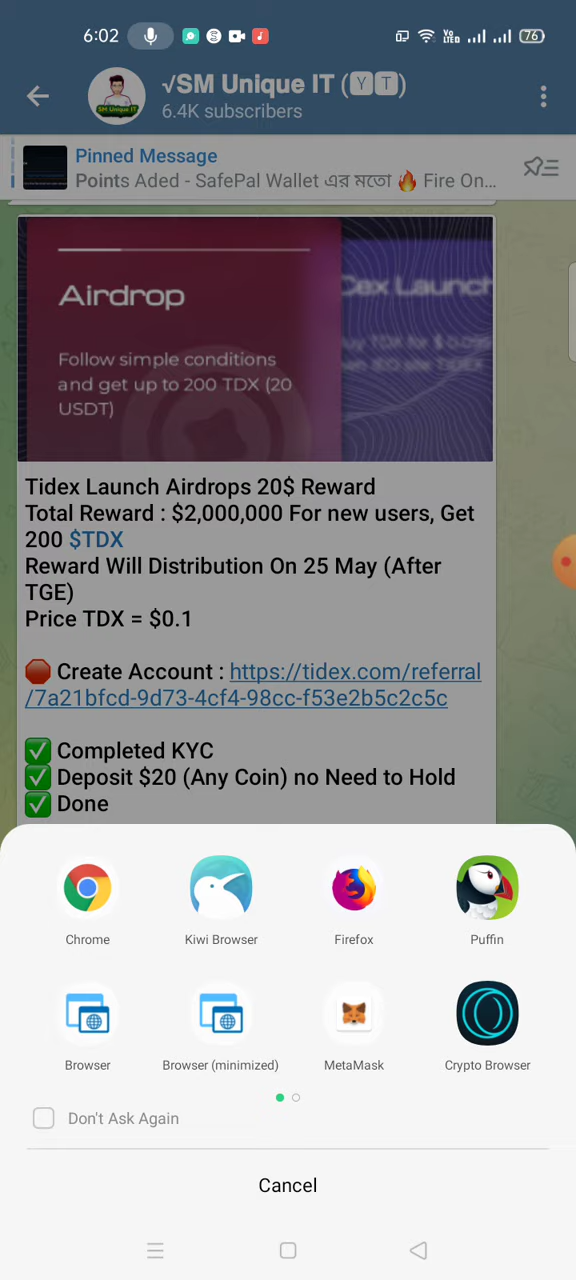 6:02
76
√SM Unique IT (🅈🅃)
6.4K subscribers
Pinned Message
Points Aded - SafePal Wallet এর মতো 🔥 Fire On...
Airdrop
Dex Launch
Follow simple conditions
and get up to 200 TDX (20
USDT)
Tidex Launch Airdrops 20$ Reward
Total Reward : $2,000,000 For new users, Get
200 $TDX
Reward Will Distribution On 25 May (After
TGE)
Price TDX = $0.1
🛑 Create Account : https://tidex.com/referral
/7a21bfcd-9d73-4cf4-98cc-f53e2b5c2c5c
✅ Completed KYC
✅ Deposit $20 (Any Coin) no Need to Hold
✅ Done
Chrome
Kiwi Browser
Firefox
Puffin
Browser
Browser (minimized)
MetaMask
Crypto Browser
Don't Ask Again
Cancel